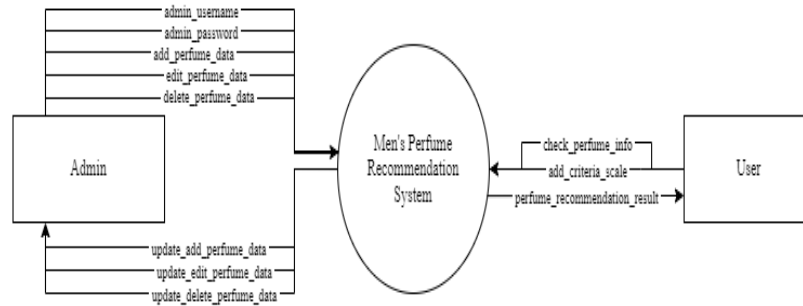 admin_username
admin_password
add_perfume_data
edit_perfume_data
delete_perfume_data
Admin
Men's Perfume
Recommendation
System
check_perfume_info
add_criteria_scale
perfume_recommendation_result
User
update_add_perfume_data
update_edit_perfume_data
update_delete_perfume_data